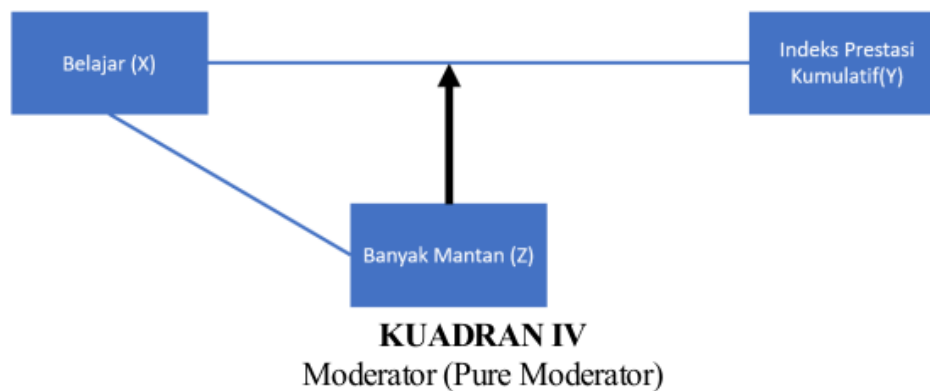 Belajar (X)
Indeks Prestasi
Kumulatif(Y)
Banyak Mantan (Z)
KUADRAN IV
Moderator (Pure Moderator)